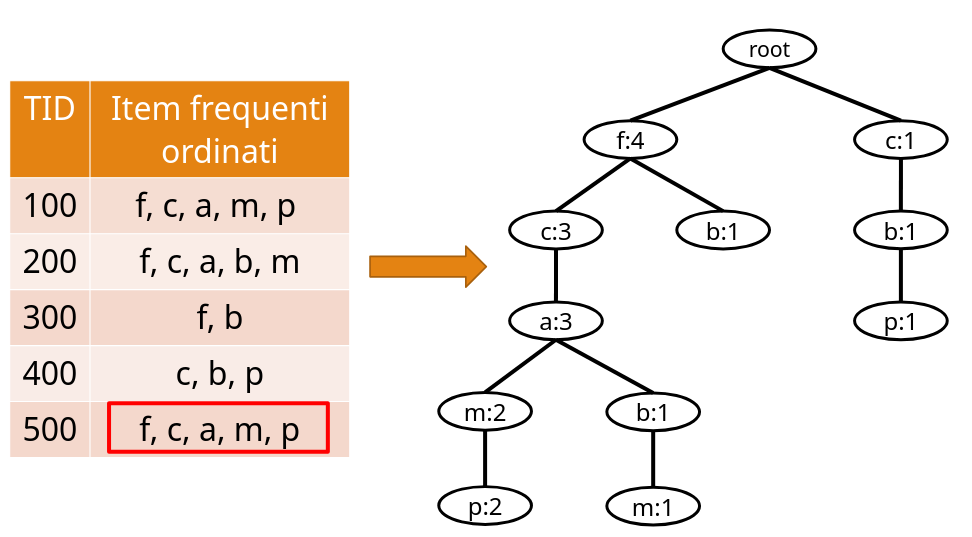 TID
Item frequenti
ordinati
100
f, c, a, m, p
200
f, c, a, b, m
300
f, b
400
c, b, p
500
f, c, a, m, p
root
f:4
c:1
c:3
b:1
b:1
a:3
p:1
m:2
b:1
p:2
m:1